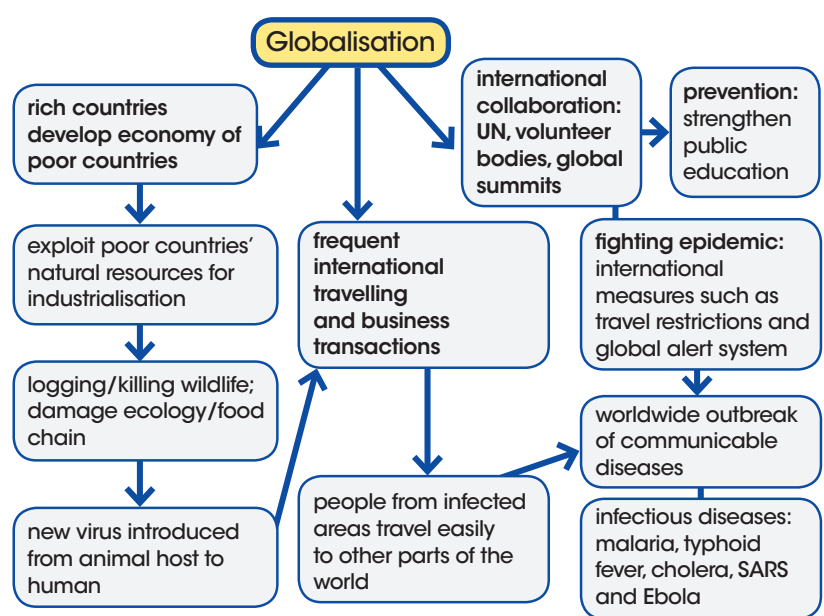 Globalisation
rich countries
develop economy of
poor countries
exploit poor countries’
natural resources for
industrialisation
logging/killing wildlife;
damage ecology/food
chain
new virus introduced
from animal host to
human
frequent
international
travelling
and business
transactions
people from infected
areas travel easily
to other parts of the
world
international
collaboration:
UN, volunteer
bodies, global
summits
prevention:
strengthen
public
education
fighting epidemic:
international
measures such as
travel restrictions and
global alert system
worldwide outbreak
of communicable
diseases
infectious diseases:
malaria, typhoid
fever, cholera, SARS
and Ebola